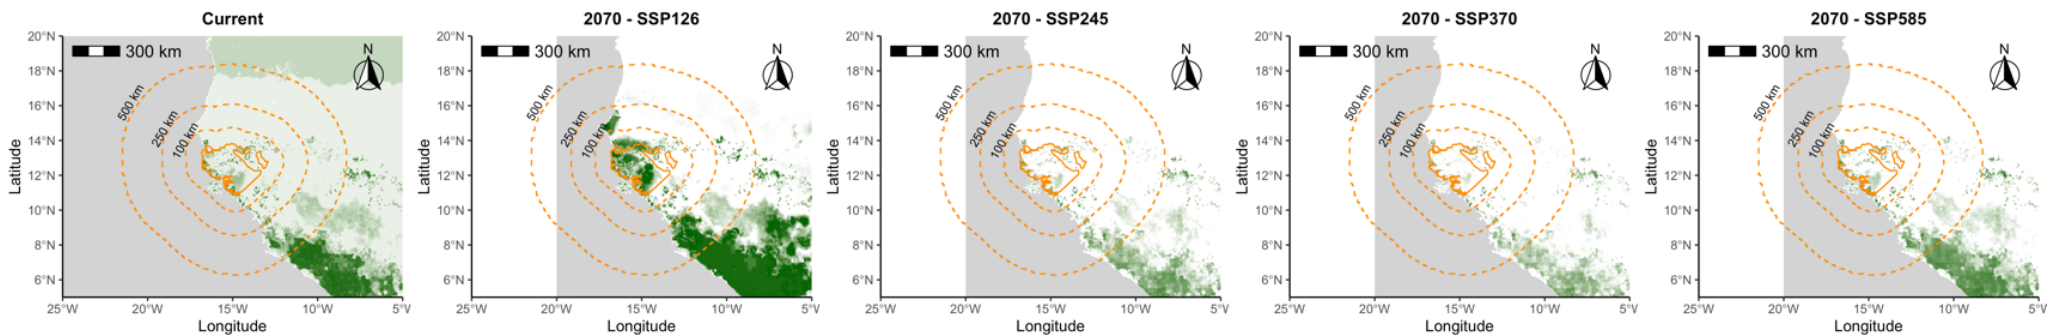 Current
300 km
N
500 km
250 km
100 km
20°N
18°N
16°N
14°N
12°N
10°N
8°N
6°N
Latitude
25°W
20°W
15°W
10°W
5°W
Longitude
2070 - SSP126
300 km
N
500 km
250 km
100 km
20°N
18°N
16°N
14°N
12°N
10°N
8°N
6°N
Latitude
25°W
20°W
15°W
10°W
5°W
Longitude
2070 - SSP245
300 km
N
500 km
250 km
100 km
20°N
18°N
16°N
14°N
12°N
10°N
8°N
6°N
Latitude
25°W
20°W
15°W
10°W
5°W
Longitude
2070 - SSP370
300 km
N
500 km
250 km
100 km
20°N
18°N
16°N
14°N
12°N
10°N
8°N
6°N
Latitude
25°W
20°W
15°W
10°W
5°W
Longitude
2070 - SSP585
300 km
N
500 km
250 km
100 km
20°N
18°N
16°N
14°N
12°N
10°N
8°N
6°N
Latitude
25°W
20°W
15°W
10°W
5°W
Longitude